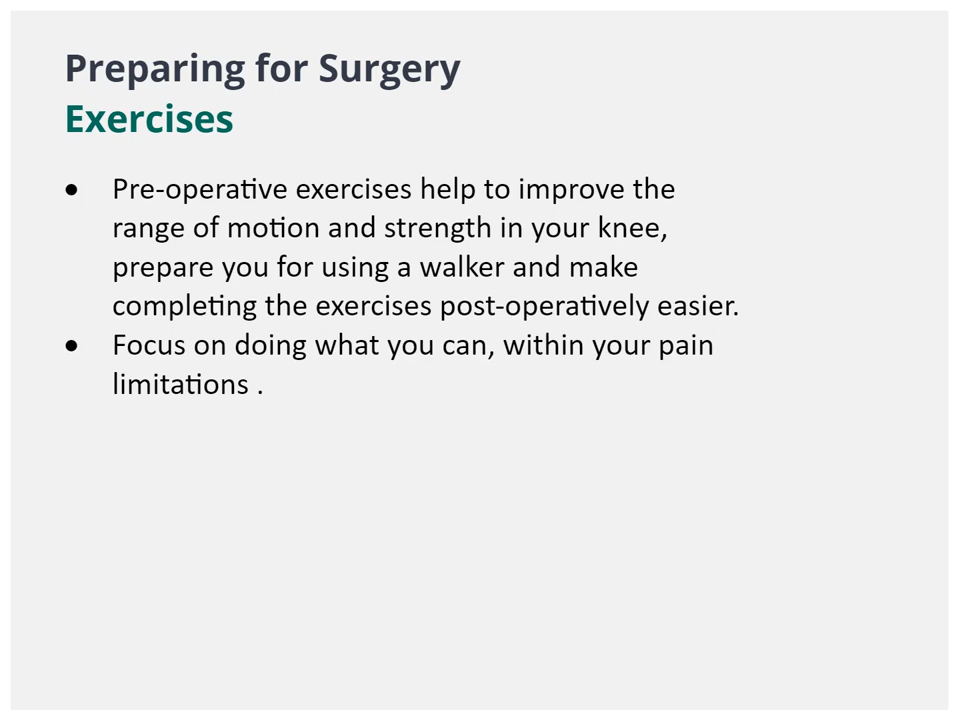 Preparing for Surgery
Exercises
● Pre-operative exercises help to improve the
range of motion and strength in your knee,
prepare you for using a walker and make
completing the exercises post-operatively easier.
● Focus on doing what you can, within your pain
limitations .